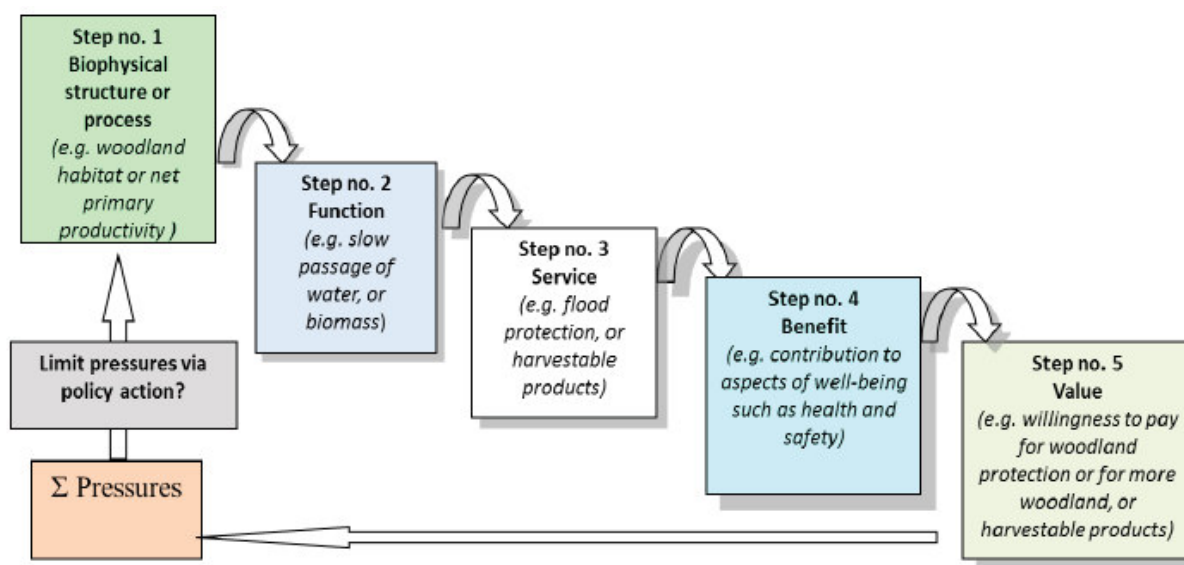 Step no. 1
Biophysical
structure or
process
(e.g. woodland
habitat or net
primary
productivity )
Step no. 2
Function
(e.g. slow
passage of
water, or
biomass)
Step no. 3
Service
(e.g. flood
protection, or
harvestable
products)
Step no. 4
Benefit
(e.g. contribution to
aspects of well-being
such as health and
safety)
Step no. 5
Value
(e.g. willingness to pay
for woodland
protection or for more
woodland, or
harvestable products)
Limit pressures via
policy action?
Σ Pressures